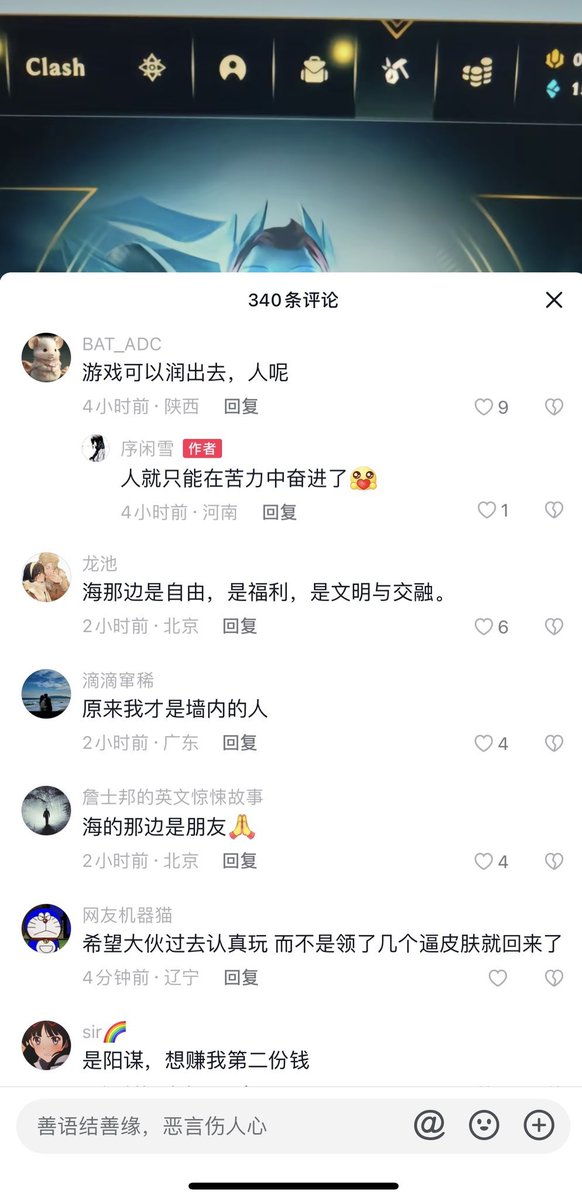 Clash
340条评论
BAT_ADC
游戏可以润出去，人呢
4小时前·陕西 回复 9
序闲雪 作者
人就只能在苦力中奋进了
4小时前·河南 回复 1
龙池
海那边是自由，是福利，是文明与交融。
2小时前·北京 回复 6
滴滴窜稀
原来我才是墙内的人
2小时前·广东 回复 4
詹士邦的英文惊悚故事
海的那边是朋友🙏
2小时前·北京 回复 4
网友机器猫
希望大伙过去认真玩 而不是领了几个逼皮肤就回来了
4分钟前·辽宁 回复
sir🌈
是阳谋，想赚我第二份钱
善语结善缘，恶言伤人心